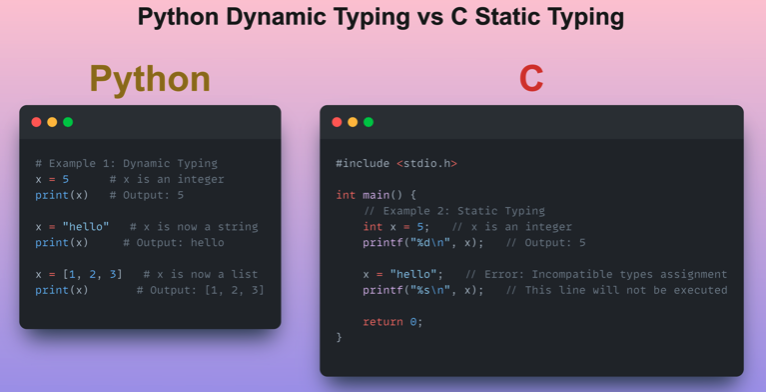 Python Dynamic Typing vs C Static Typing
Python
# Example 1: Dynamic Typing
x = 5      # x is an integer
print(x)   # Output: 5
x = "hello"   # x is now a string
print(x)     # Output: hello
x = [1, 2, 3]   # x is now a list
print(x)       # Output: [1, 2, 3]
C
#include <stdio.h>
int main() {
    // Example 2: Static Typing
    int x = 5;   // x is an integer
    printf("%d\n", x);   // Output: 5
    x = "hello";   // Error: Incompatible types assignment
    printf("%s\n", x);   // This line will not be executed
    return 0;
}